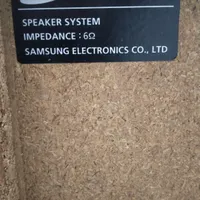 SPEAKER SYSTEM
IMPEDANCE : 6Ω
SAMSUNG ELECTRONICS CO., LTD